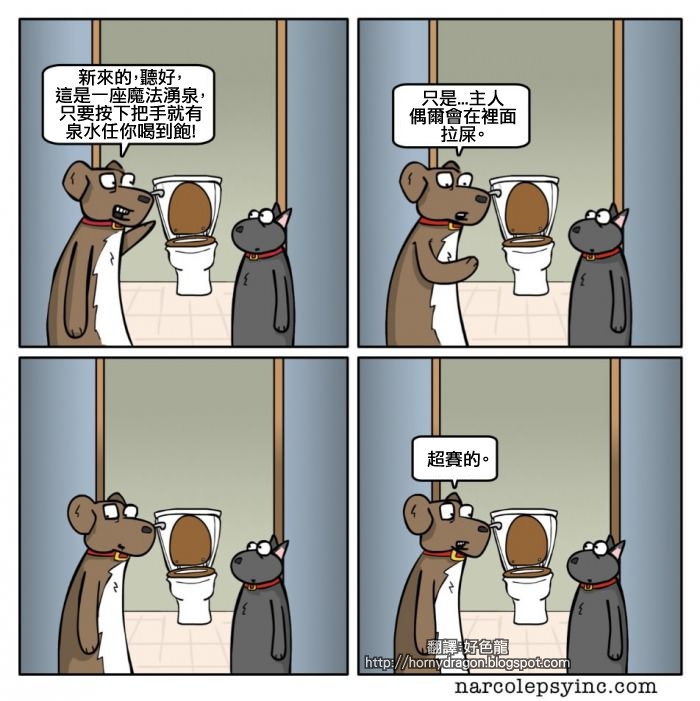 新來的，聽好，
這是一座魔法湧泉，
只要按下把手就有
泉水任你喝到飽!
只是...主人
偶爾會在裡面
拉屎。
超賽的。
翻譯:好色龍
http://hornydragon.blogspot.com
narcolepsyinc.com